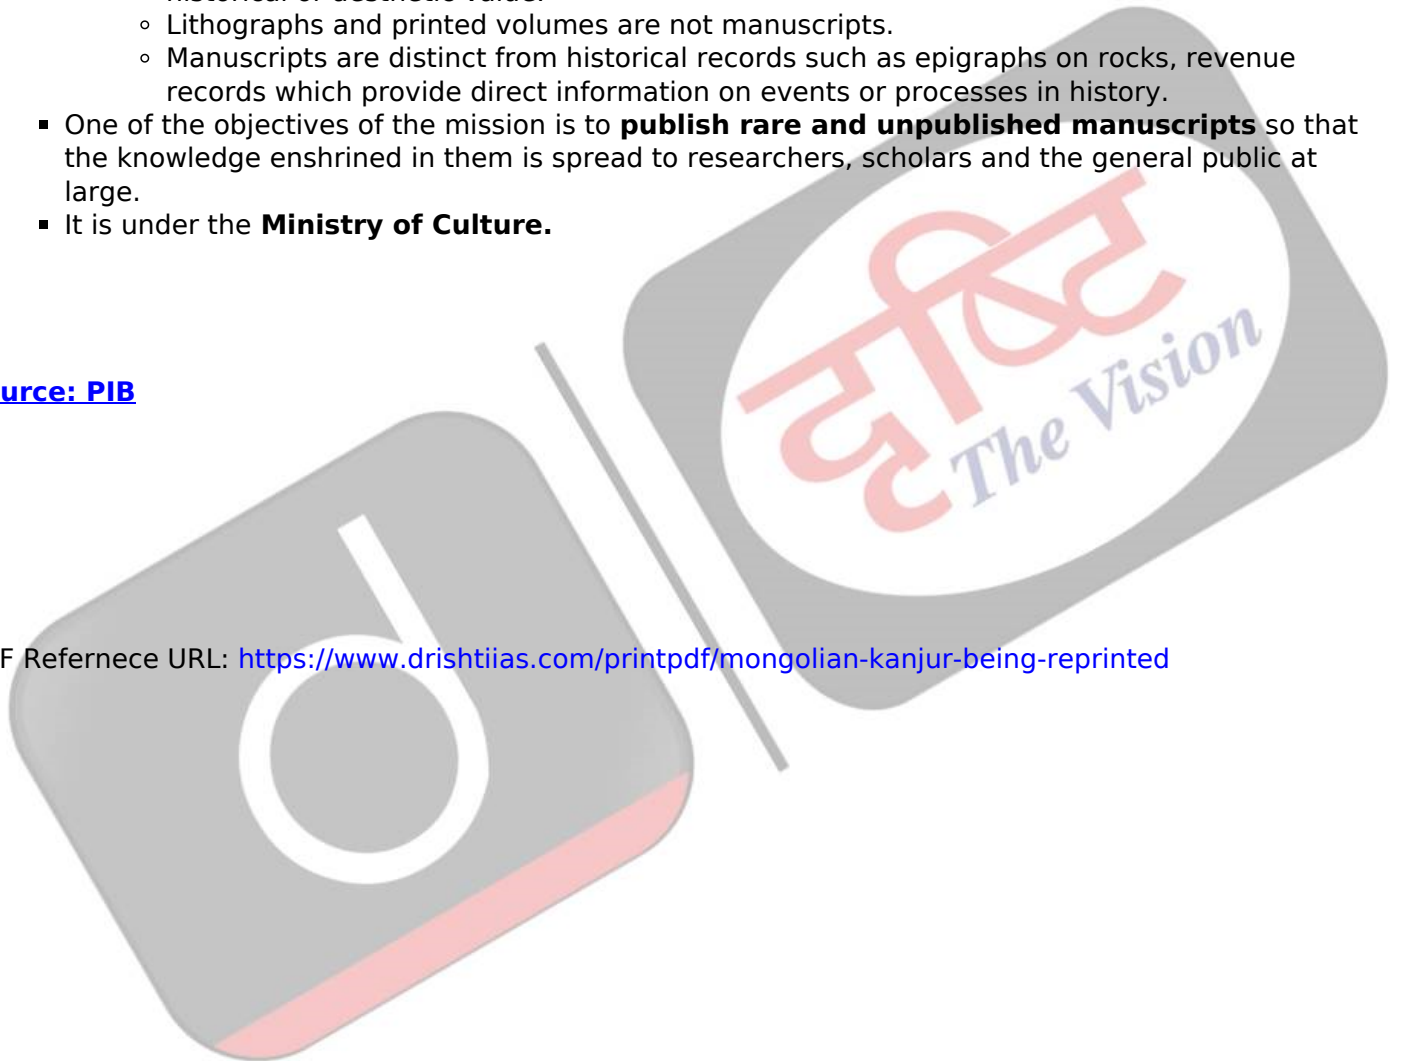 historical or aesthetic value.
Lithographs and printed volumes are not manuscripts.
Manuscripts are distinct from historical records such as epigraphs on rocks, revenue
records which provide direct information on events or processes in history.
One of the objectives of the mission is to publish rare and unpublished manuscripts so that
the knowledge enshrined in them is spread to researchers, scholars and the general public at
large.
It is under the Ministry of Culture.
दृष्टि
The Vision
urce: PIB
d
F Refernece URL: https://www.drishtiias.com/printpdf/mongolian-kanjur-being-reprinted